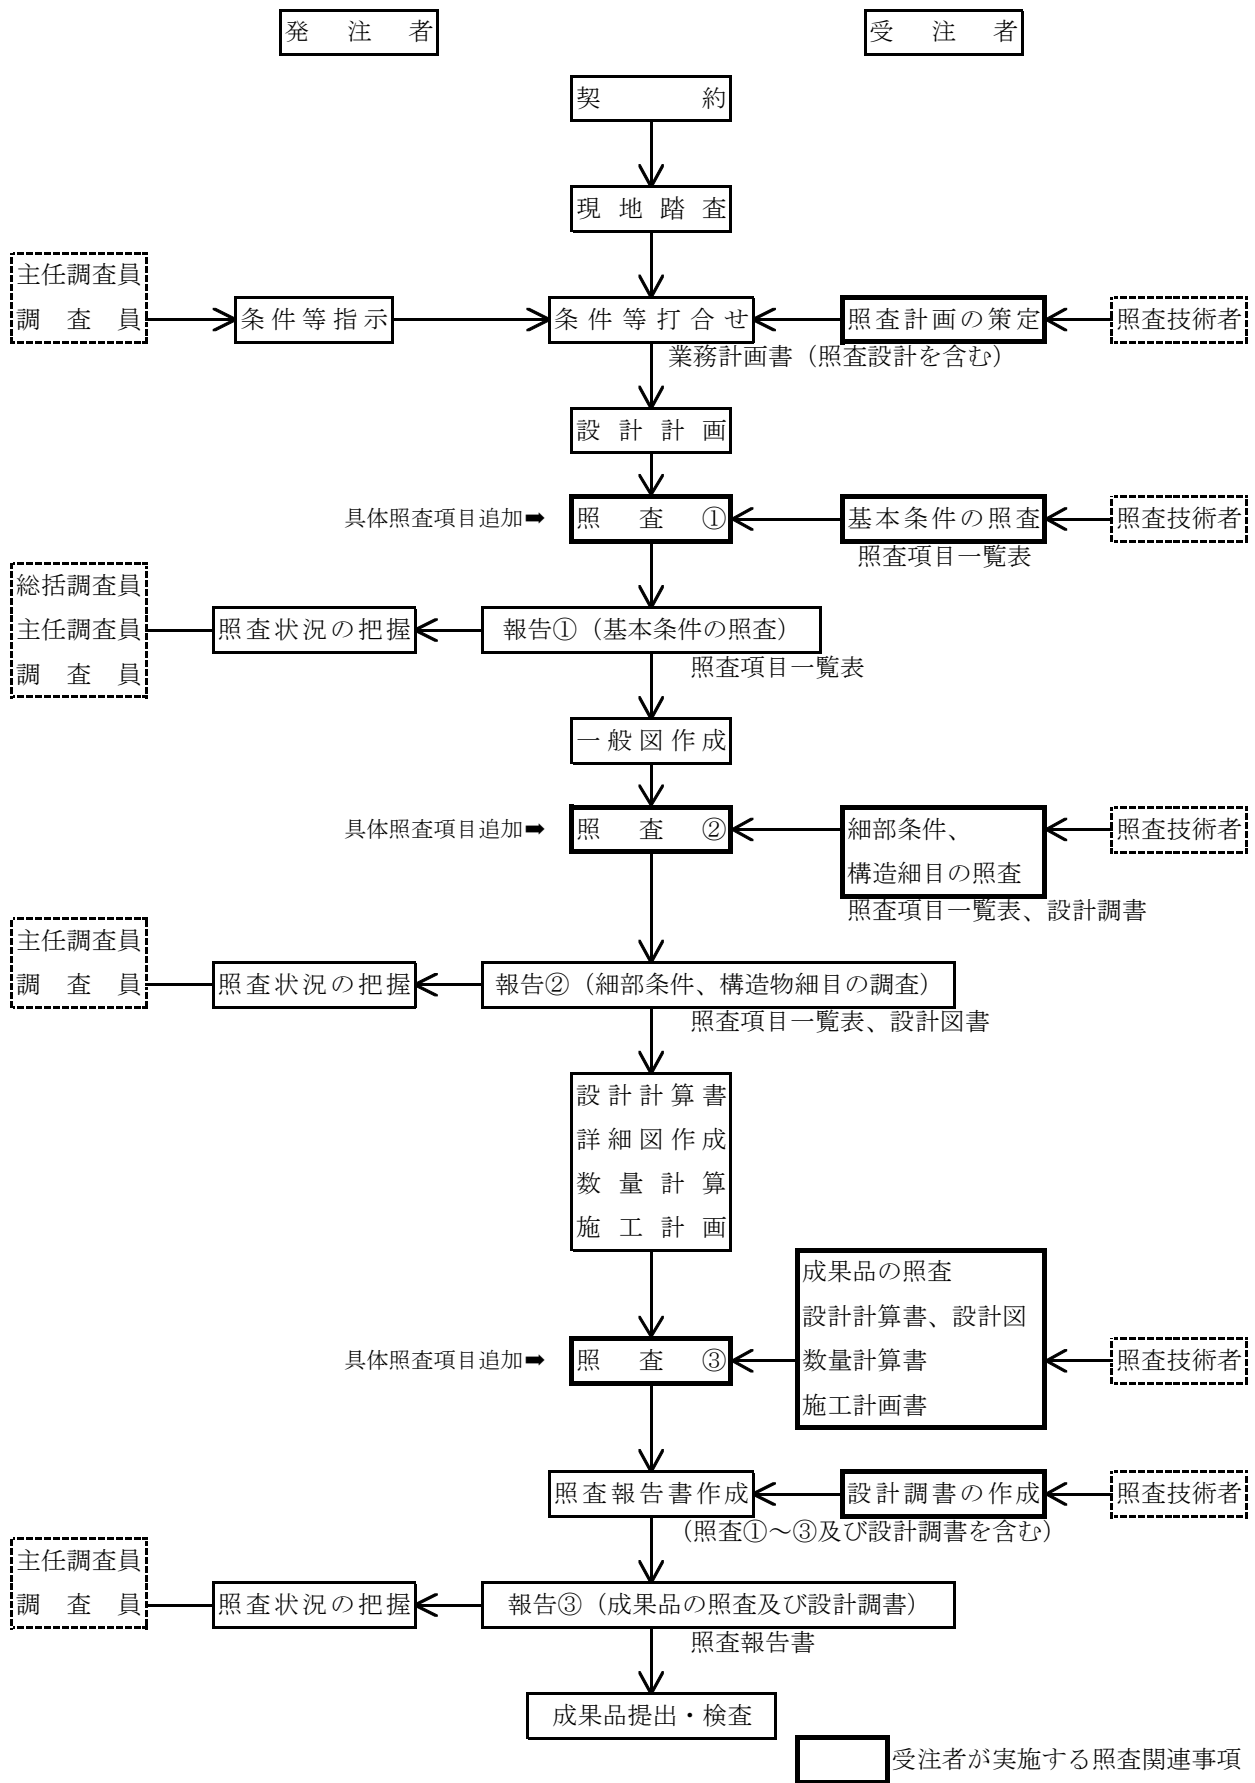 発注者
受注者
契約
現地踏査
主任調査員
調査員
条件等指示
条件等打合せ
照査計画の策定
照査技術者
業務計画書（照査設計を含む）
設計計画
具体照査項目追加➡
照査①
基本条件の照査
照査技術者
照査項目一覧表
総括調査員
主任調査員
調査員
照査状況の把握
報告①（基本条件の照査）
照査項目一覧表
一般図作成
具体照査項目追加➡
照査②
細部条件、
構造細目の照査
照査技術者
照査項目一覧表、設計調書
主任調査員
調査員
照査状況の把握
報告②（細部条件、構造物細目の調査）
照査項目一覧表、設計図書
設計計算書
詳細図作成
数量計算
施工計画
成果品の照査
設計計算書、設計図
数量計算書
施工計画書
具体照査項目追加➡
照査③
照査技術者
照査報告書作成
設計調書の作成
照査技術者
（照査①～③及び設計調書を含む）
主任調査員
調査員
照査状況の把握
報告③（成果品の照査及び設計調書）
照査報告書
成果品提出・検査
受注者が実施する照査関連事項